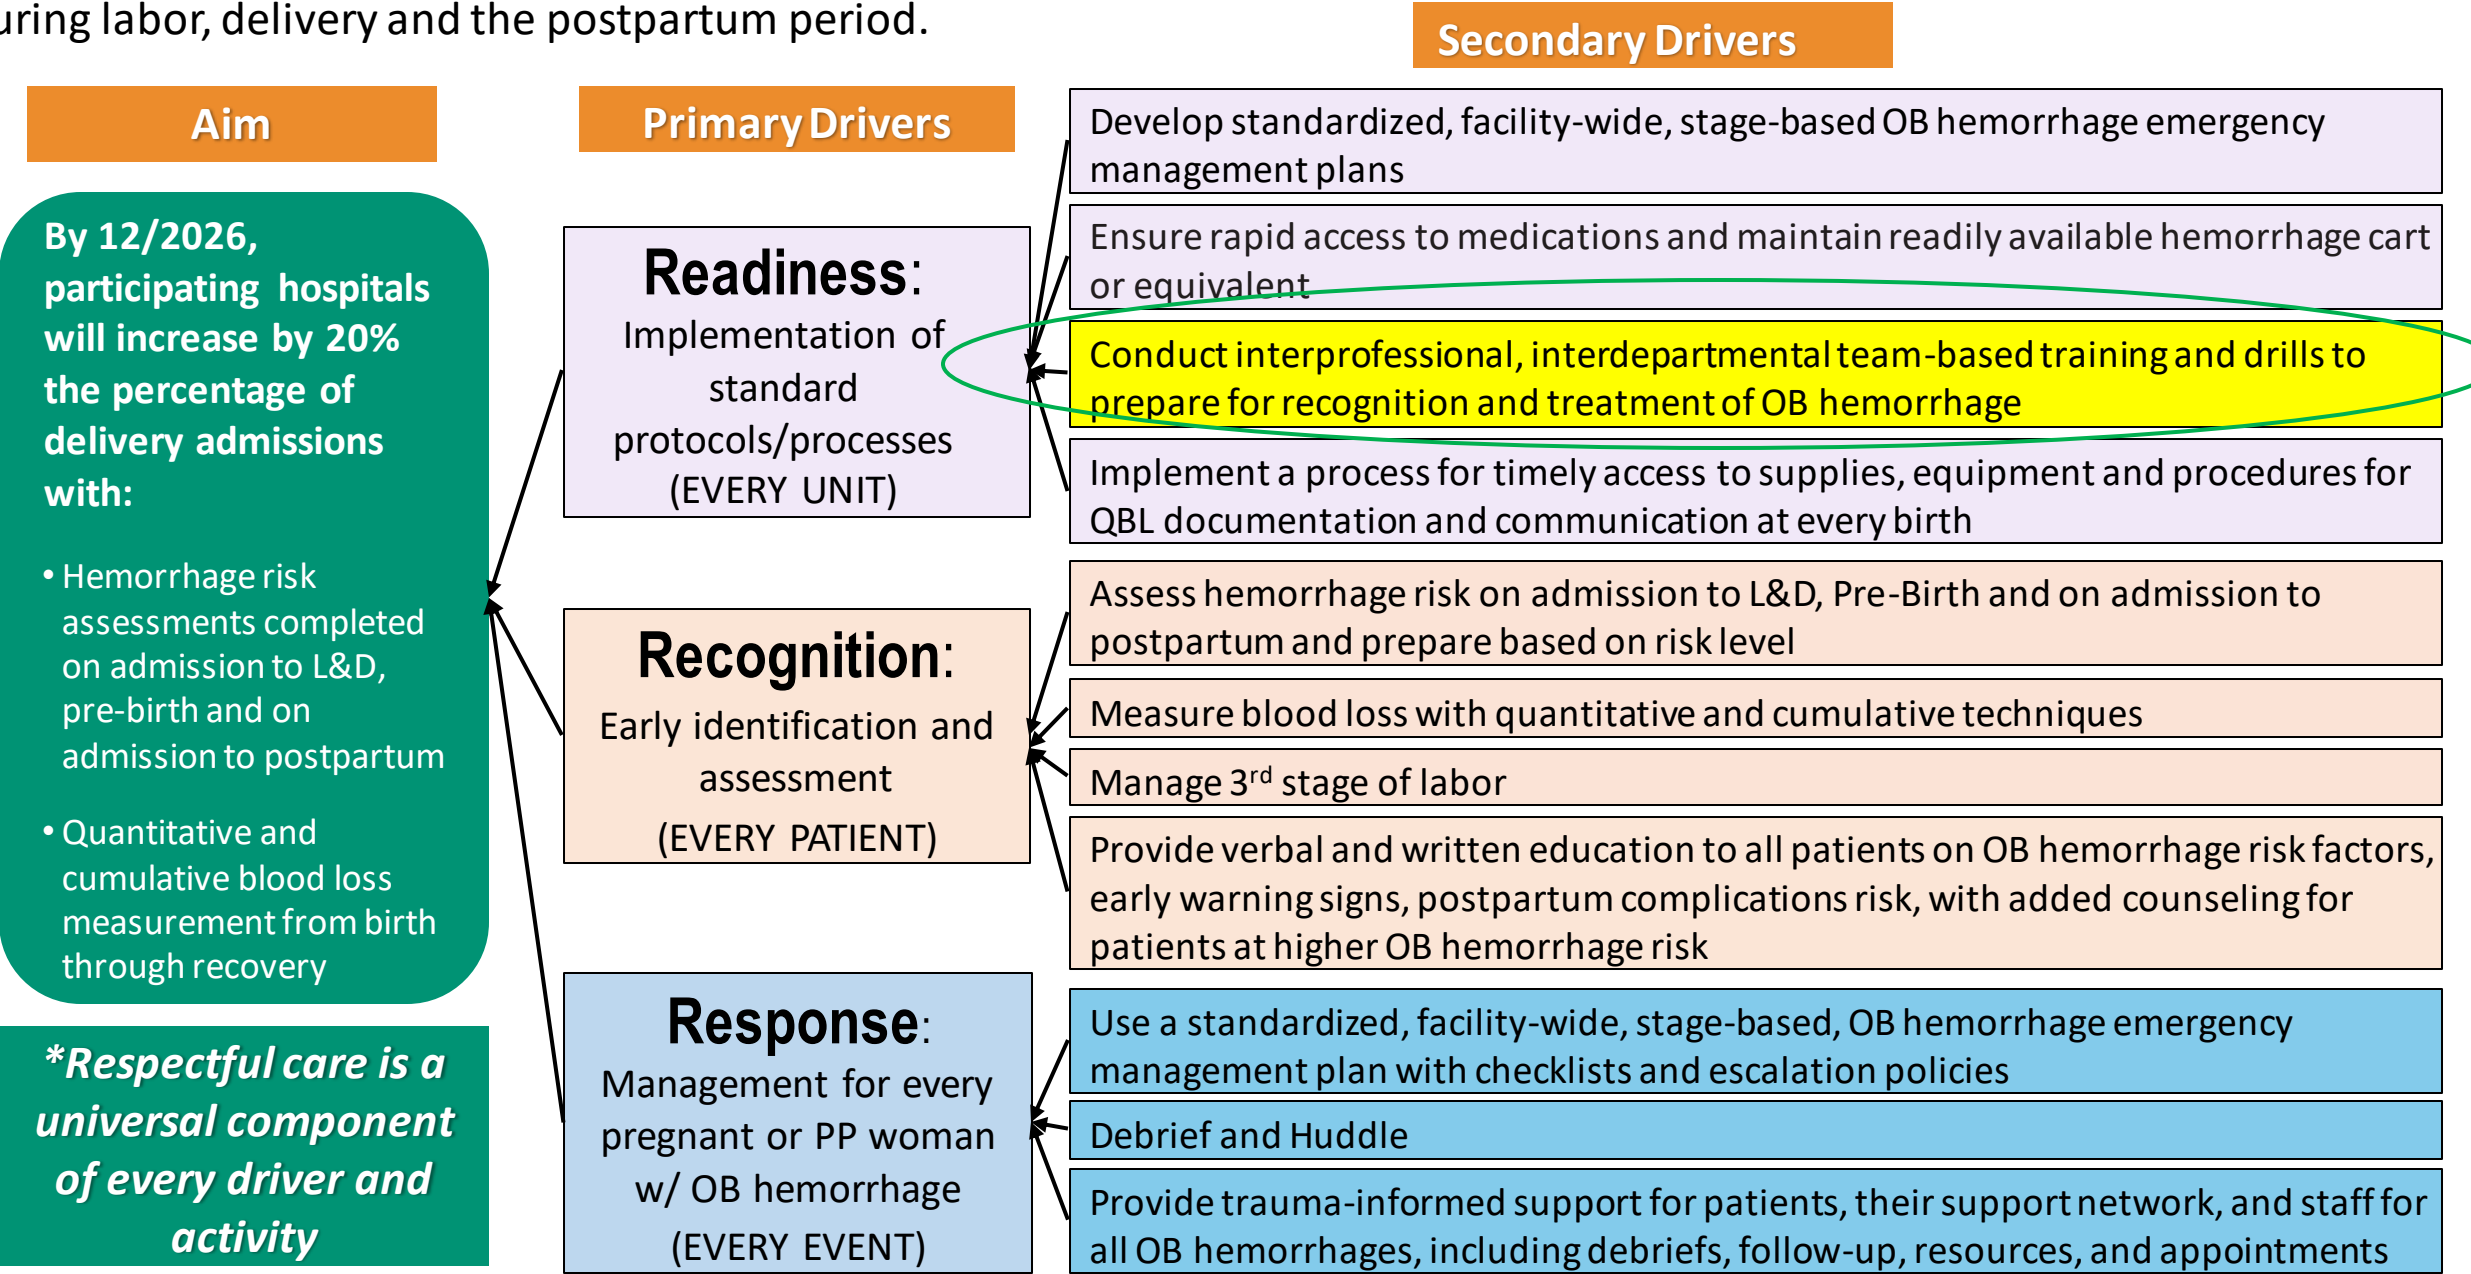 uring labor, delivery and the postpartum period.
Secondary Drivers
Aim
Primary Drivers
By 12/2026,
participating hospitals
will increase by 20%
the percentage of
delivery admissions
with:
• Hemorrhage risk
assessments completed
on admission to L&D,
pre-birth and on
admission to postpartum
• Quantitative and
cumulative blood loss
measurement from birth
through recovery
*Respectful care is a
universal component
of every driver and
activity
Readiness:
Implementation of
standard
protocols/processes
(EVERY UNIT)
Recognition:
Early identification and
assessment
(EVERY PATIENT)
Response:
Management for every
pregnant or PP woman
w/ OB hemorrhage
(EVERY EVENT)
Develop standardized, facility-wide, stage-based OB hemorrhage emergency
management plans
Ensure rapid access to medications and maintain readily available hemorrhage cart
or equivalent
Conduct interprofessional, interdepartmental team-based training and drills to
prepare for recognition and treatment of OB hemorrhage
Implement a process for timely access to supplies, equipment and procedures for
QBL documentation and communication at every birth
Assess hemorrhage risk on admission to L&D, Pre-Birth and on admission to
postpartum and prepare based on risk level
Measure blood loss with quantitative and cumulative techniques
Manage 3rd stage of labor
Provide verbal and written education to all patients on OB hemorrhage risk factors,
early warning signs, postpartum complications risk, with added counseling for
patients at higher OB hemorrhage risk
Use a standardized, facility-wide, stage-based, OB hemorrhage emergency
management plan with checklists and escalation policies
Debrief and Huddle
Provide trauma-informed support for patients, their support network, and staff for
all OB hemorrhages, including debriefs, follow-up, resources, and appointments